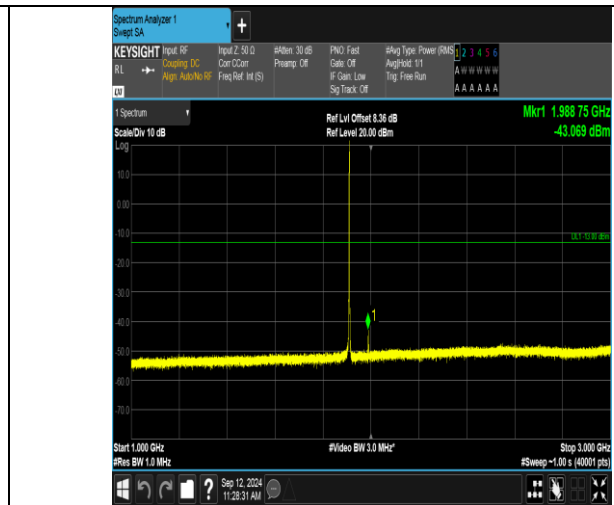 Spectrum Analyzer 1
Swept SA
+
KEYSIGHT Input: RF Input Z: 50 Ω #Atten: 30 dB PNO: Fast #Avg Type: Power (RMS 1 2 3 4 5 6
RL Coupling: DC Corr CCorr Preamp: Off Gate: Off Avg|Hold: 1/1 A W W W W W
Align: Auto/No RF Freq Ref: Int (S) IF Gain: Low Trig: Free Run
Sig Track: Off A A A A A A
LXI
1 Spectrum Ref Lvl Offset 8.36 dB Mkr1 1.988 75 GHz
Scale/Div 10 dB Ref Level 20.00 dBm -43.069 dBm
Log
10.0
0.00
-10.0
DL1 -13.00 dBm
-20.0
-30.0
-40.0
1
-50.0
-60.0
-70.0
Start 1.000 GHz #Video BW 3.0 MHz* Stop 3.000 GHz
#Res BW 1.0 MHz #Sweep ~1.00 s (40001 pts)
? Sep 12, 2024
11:28:31 AM